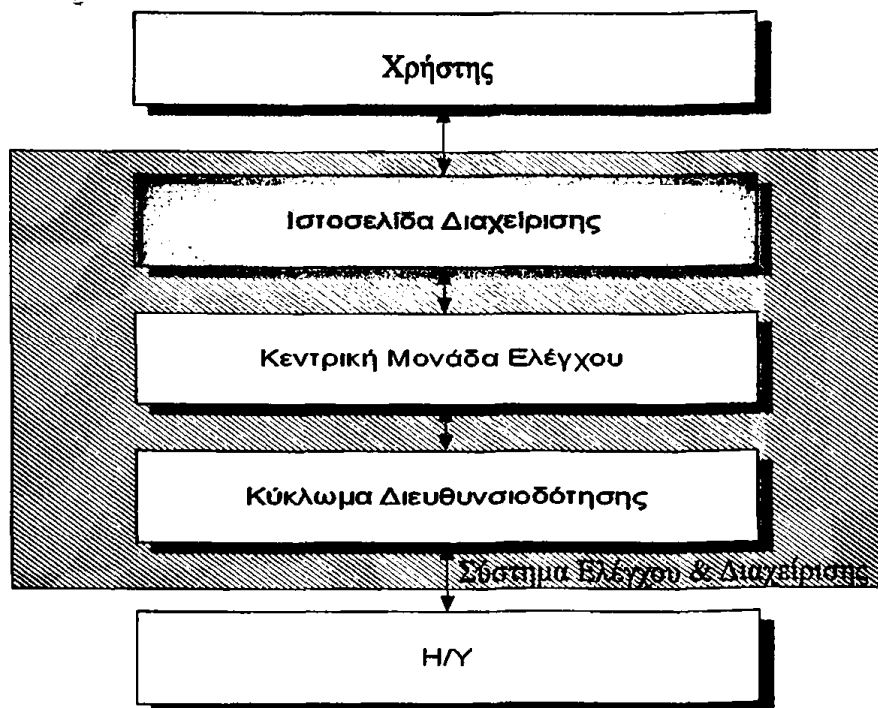 Χρήστης
Ιστοσελίδα Διαχείρισης
Κεντρική Μονάδα Ελέγχου
Κύκλωμα Διευθυνσιοδότησης
Σύστημα Ελέγχου & Διαχείρισης
Η/Υ